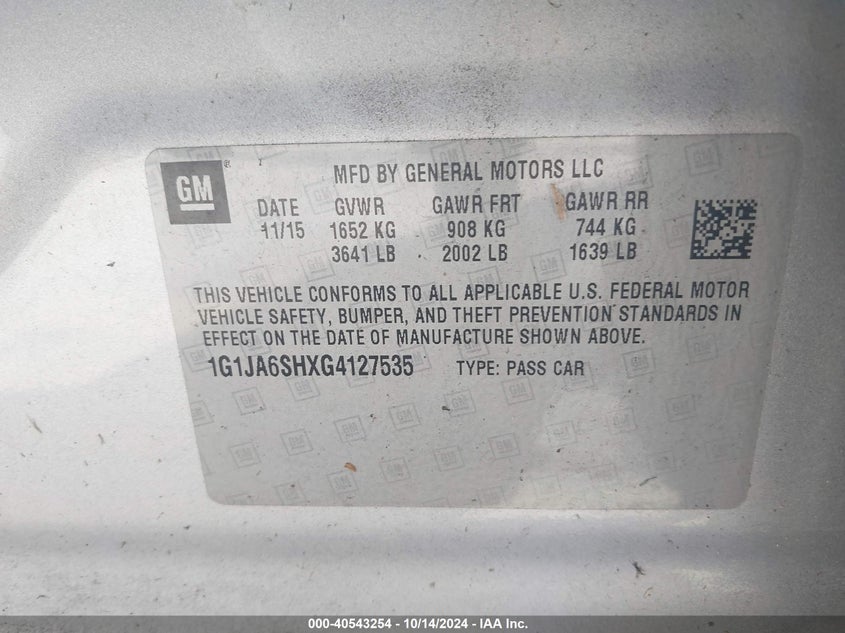 GM ® MFD BY GENERAL MOTORS LLC
DATE GVWR GAWR FRT GAWR RR
11/15 1652 KG 908 KG 744 KG
3641 LB 2002 LB 1639 LB
THIS VEHICLE CONFORMS TO ALL APPLICABLE U.S. FEDERAL MOTOR
VEHICLE SAFETY, BUMPER, AND THEFT PREVENTION STANDARDS IN
EFFECT ON THE DATE OF MANUFACTURE SHOWN ABOVE.
1G1JA6SHXG4127535 TYPE: PASS CAR
000-40543254 - 10/14/2024 - IAA Inc.